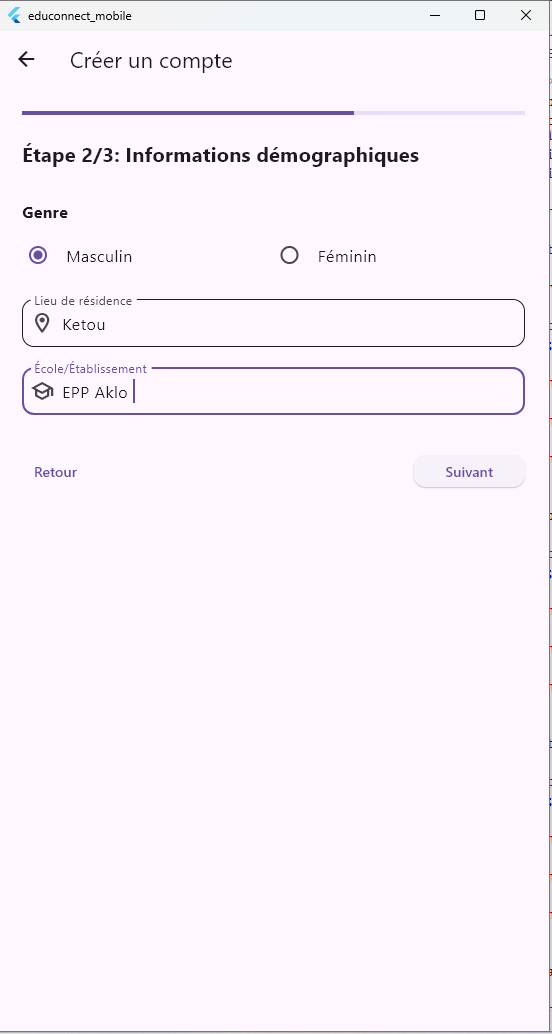 educonnect_mobile
Créer un compte
Étape 2/3: Informations démographiques
Genre
Masculin Féminin
Lieu de résidence
Ketou
École/Établissement
EPP Aklo
Retour Suivant